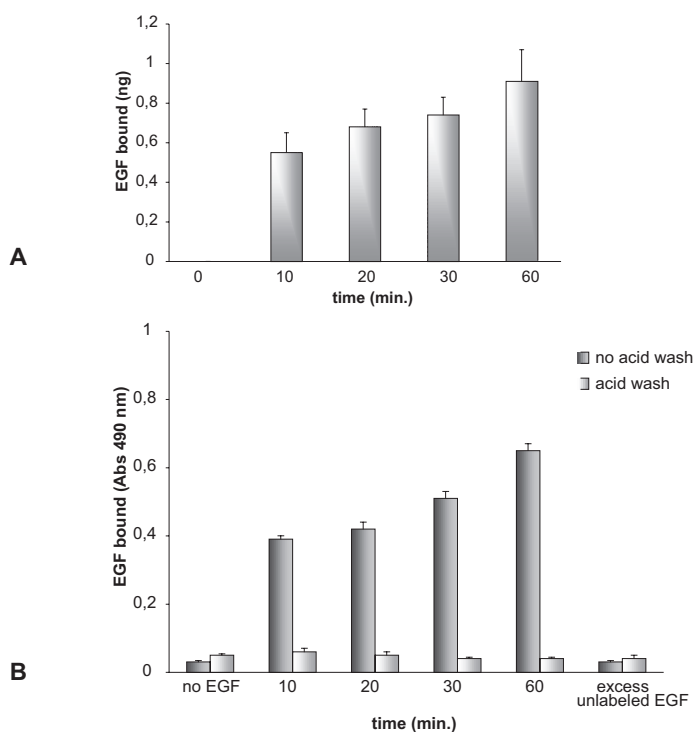 1,2
1
0,8
0,6
0,4
0,2
0
EGF bound (ng)
0 10 20 30 60
time (min.)
A
1
0,8
0,6
0,4
0,2
0
EGF bound (Abs 490 nm)
no acid wash
acid wash
no EGF 10 20 30 60 excess
unlabeled EGF
time (min.)
B